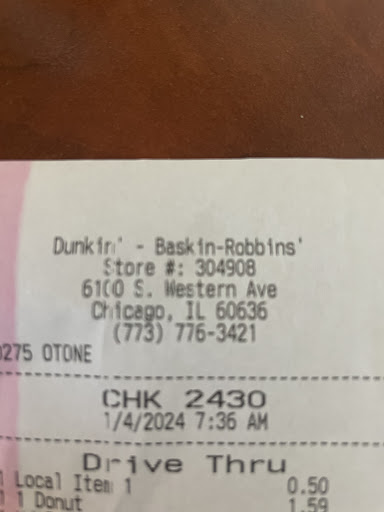 Dunkin' - Baskin-Robbins'
Store #: 304908
6100 S. Western Ave
Chicago, IL 60636
(773) 776-3421
0275 OTONE
CHK 2430
1/4/2024 7:36 AM
Drive Thru
1 Local Item 1 0.50
1 1 Donut 1.59